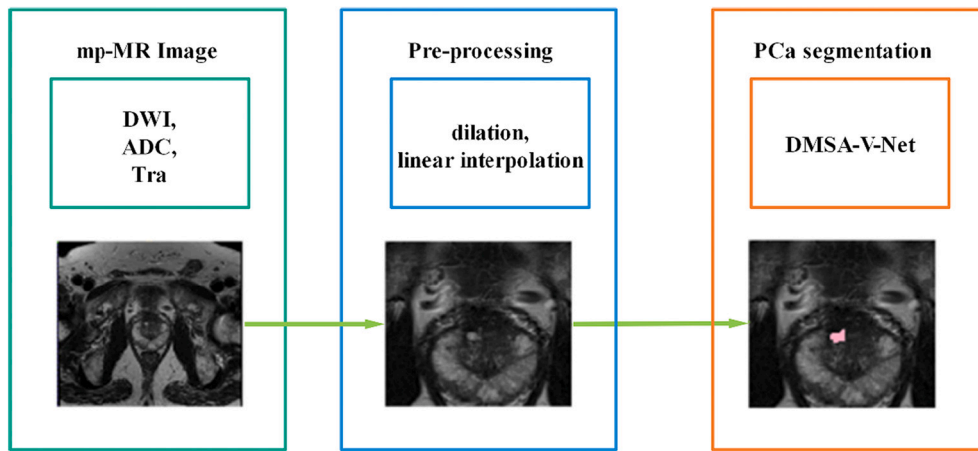 mp-MR Image
DWI,
ADC,
Tra
Pre-processing
dilation,
linear interpolation
PCa segmentation
DMSA-V-Net